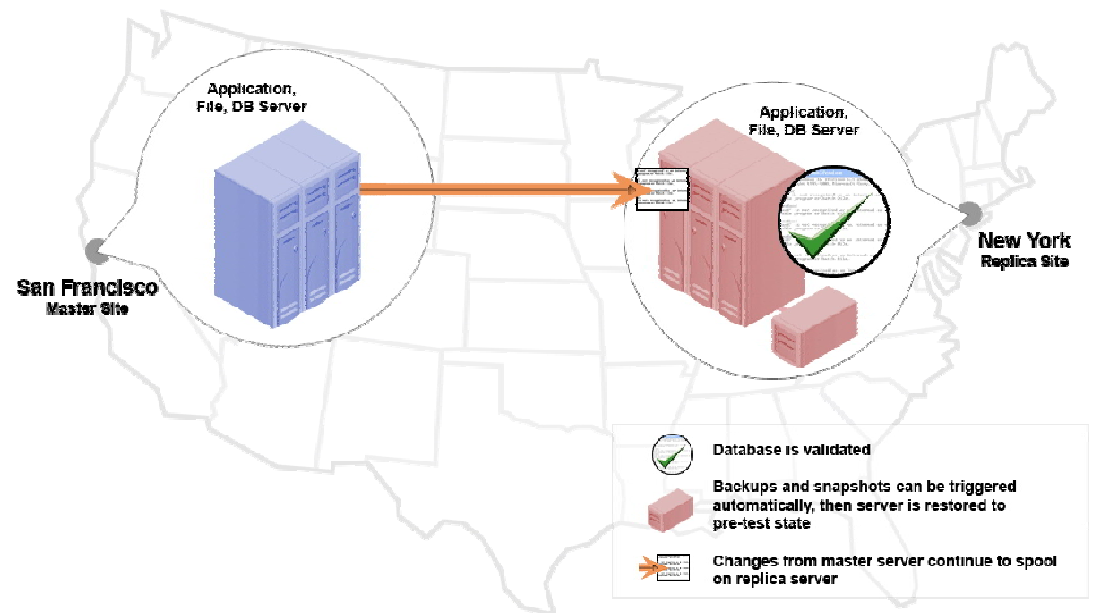 Application,
File, DB Server
Application,
File, DB Server
San Francisco
Master Site
New York
Replica Site
Database is validated
Backups and snapshots can be triggered
automatically, then server is restored to
pre-test state
Changes from master server continue to spool
on replica server